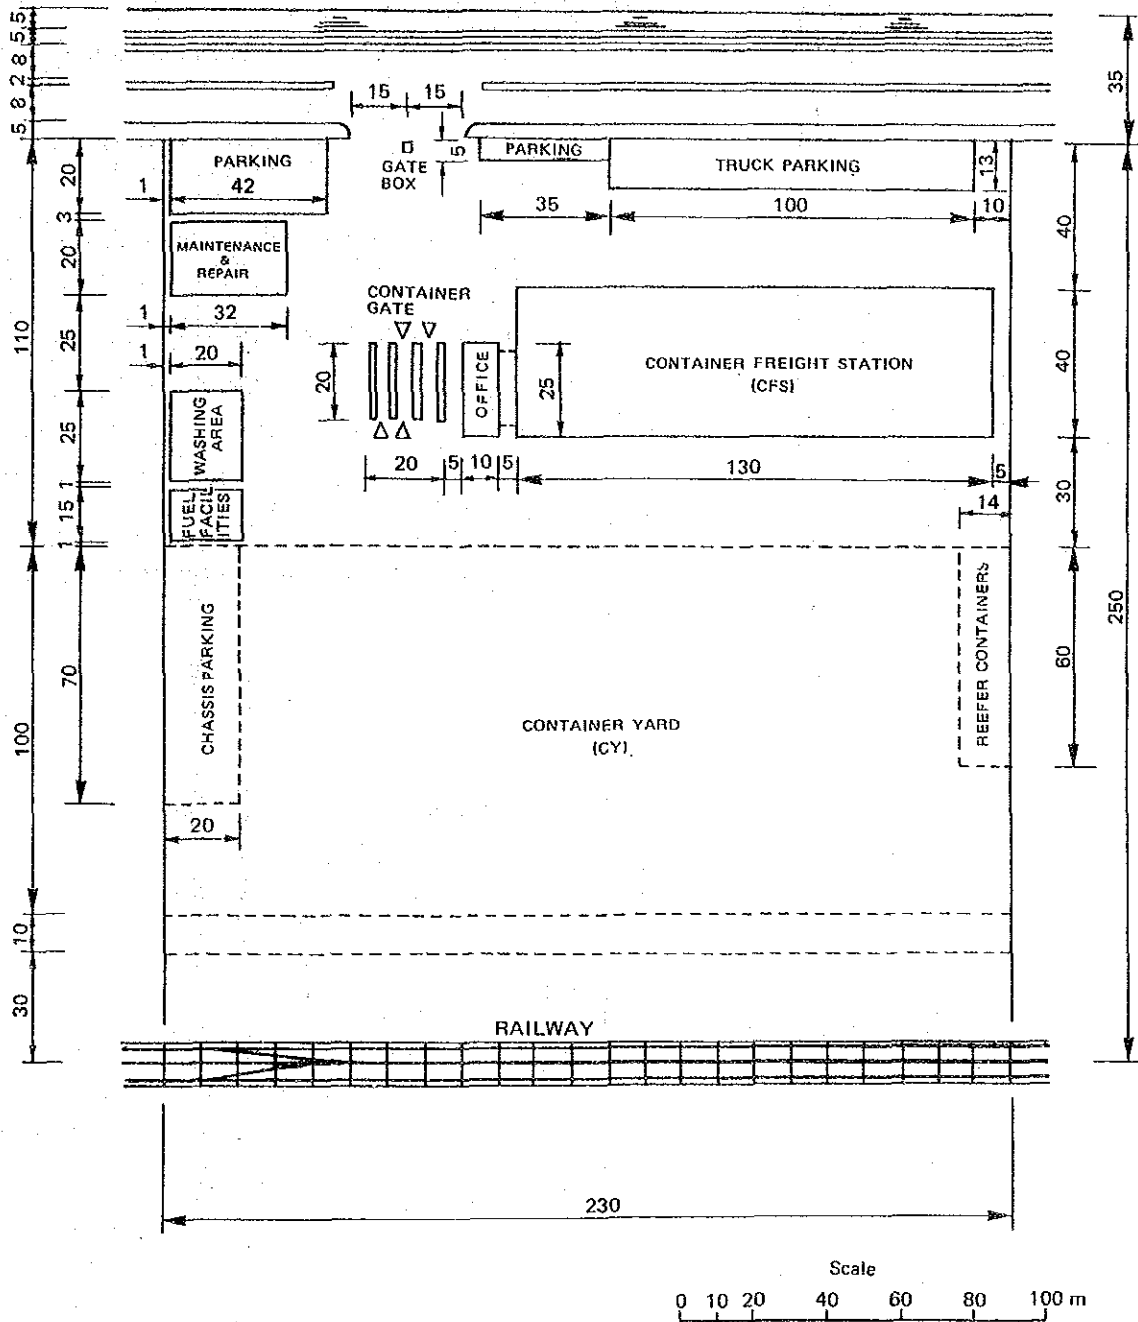 5
5
8
2
8
5
35
15 15
PARKING
42
1
20
3
GATE
BOX
5
PARKING
TRUCK PARKING
13
35
100
10
40
MAINTENANCE
&
REPAIR
20
1
32
CONTAINER
GATE
110
25
1
20
20
OFFICE
25
CONTAINER FREIGHT STATION
(CFS)
40
WASHING
AREA
25
20
5
10
5
130
5
30
14
1
15
FUEL
FACIL
ITIES
1
250
CHASSIS PARKING
70
100
REEFER CONTAINERS
60
CONTAINER YARD
(CY)
20
10
30
RAILWAY
230
Scale
0 10 20 40 60 80 100 m